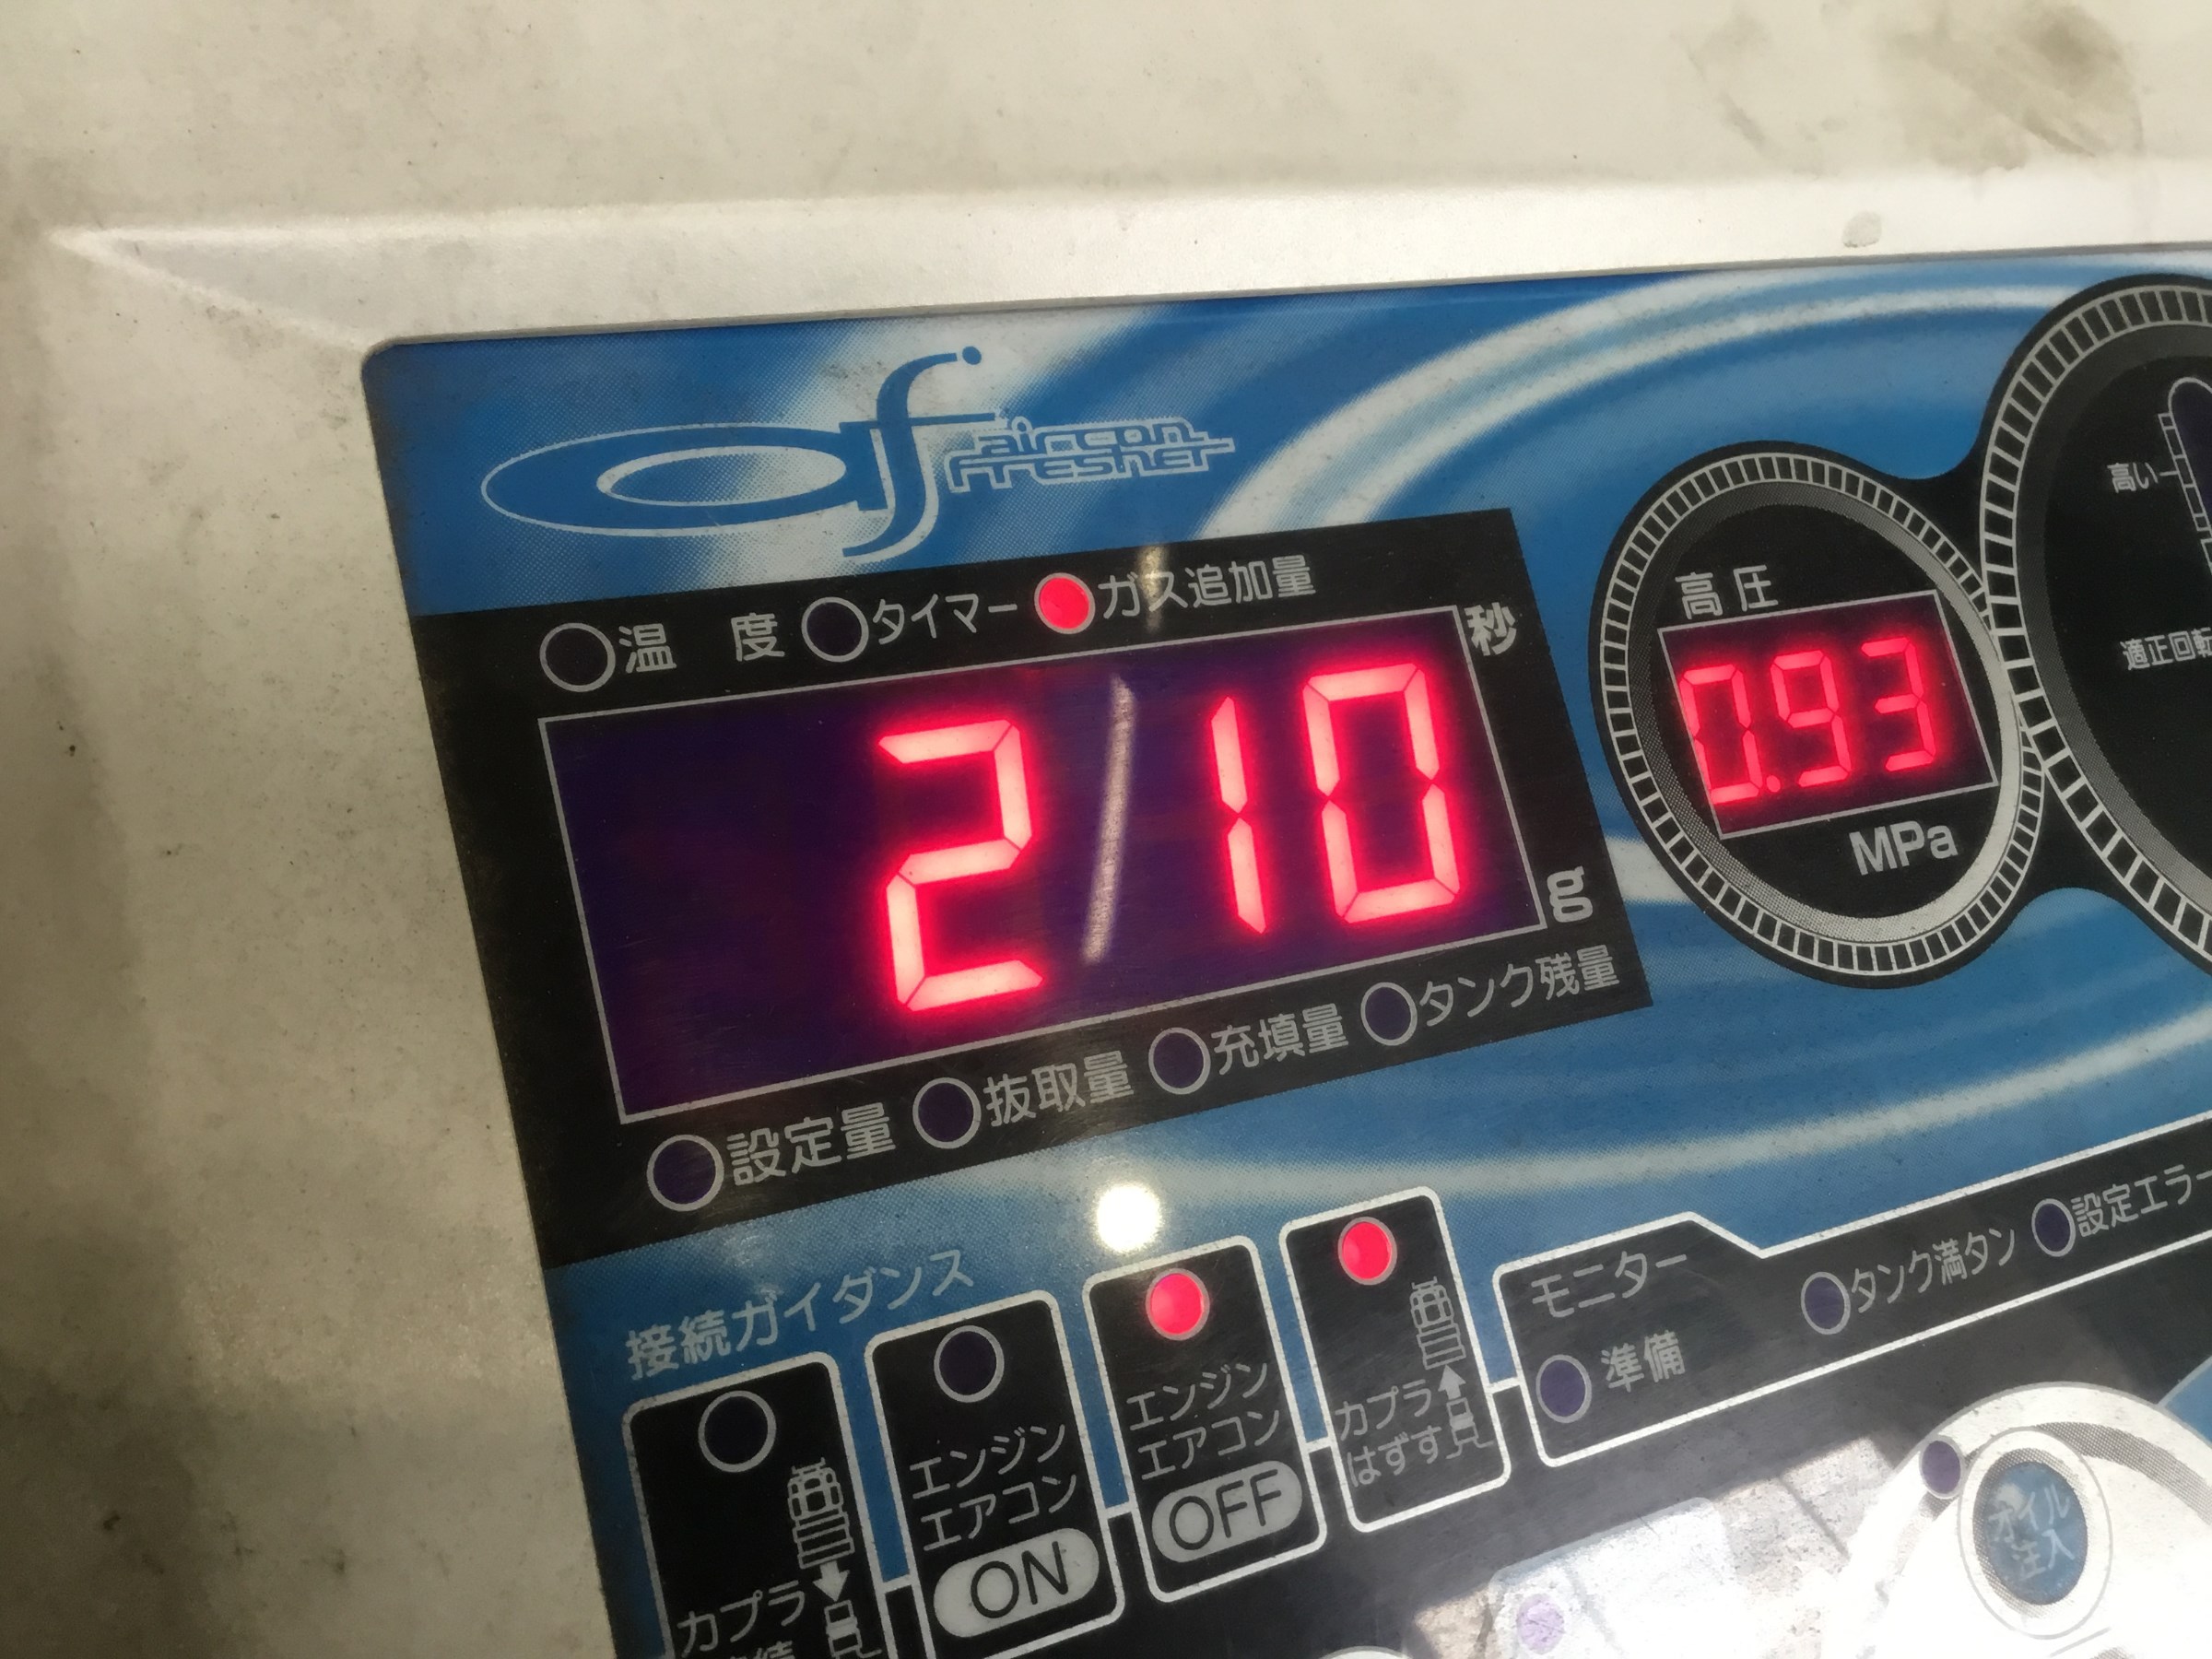 af aircon fresher
温度 タイマー ガス追加量
秒
210
g
設定量 抜取量 充填量 タンク残量
高圧
0.93
MPa
高い
適正回転
接続ガイダンス
カプラ
エンジン
エアコン
ON
エンジン
エアコン
OFF
カプラ
はずす
モニター
準備
タンク満タン
設定エラー
オイル
注入